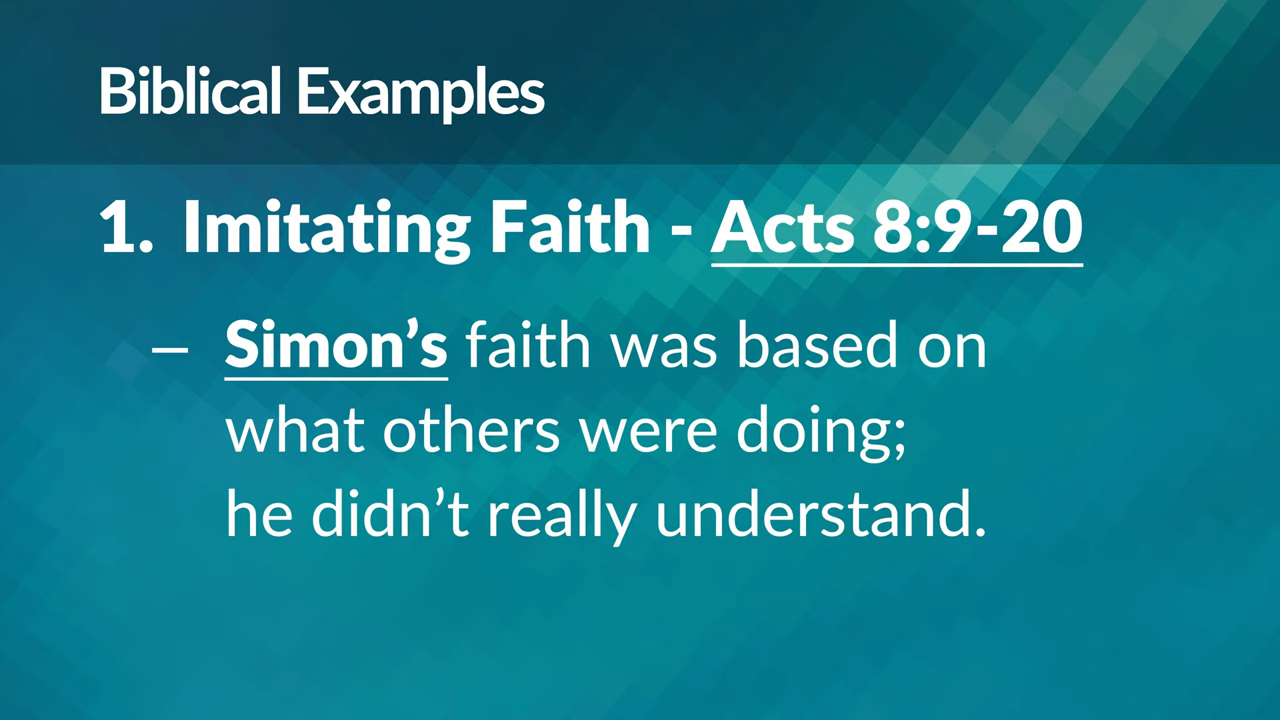 Biblical Examples
1. Imitating Faith - Acts 8:9-20
– Simon’s faith was based on
what others were doing;
he didn’t really understand.